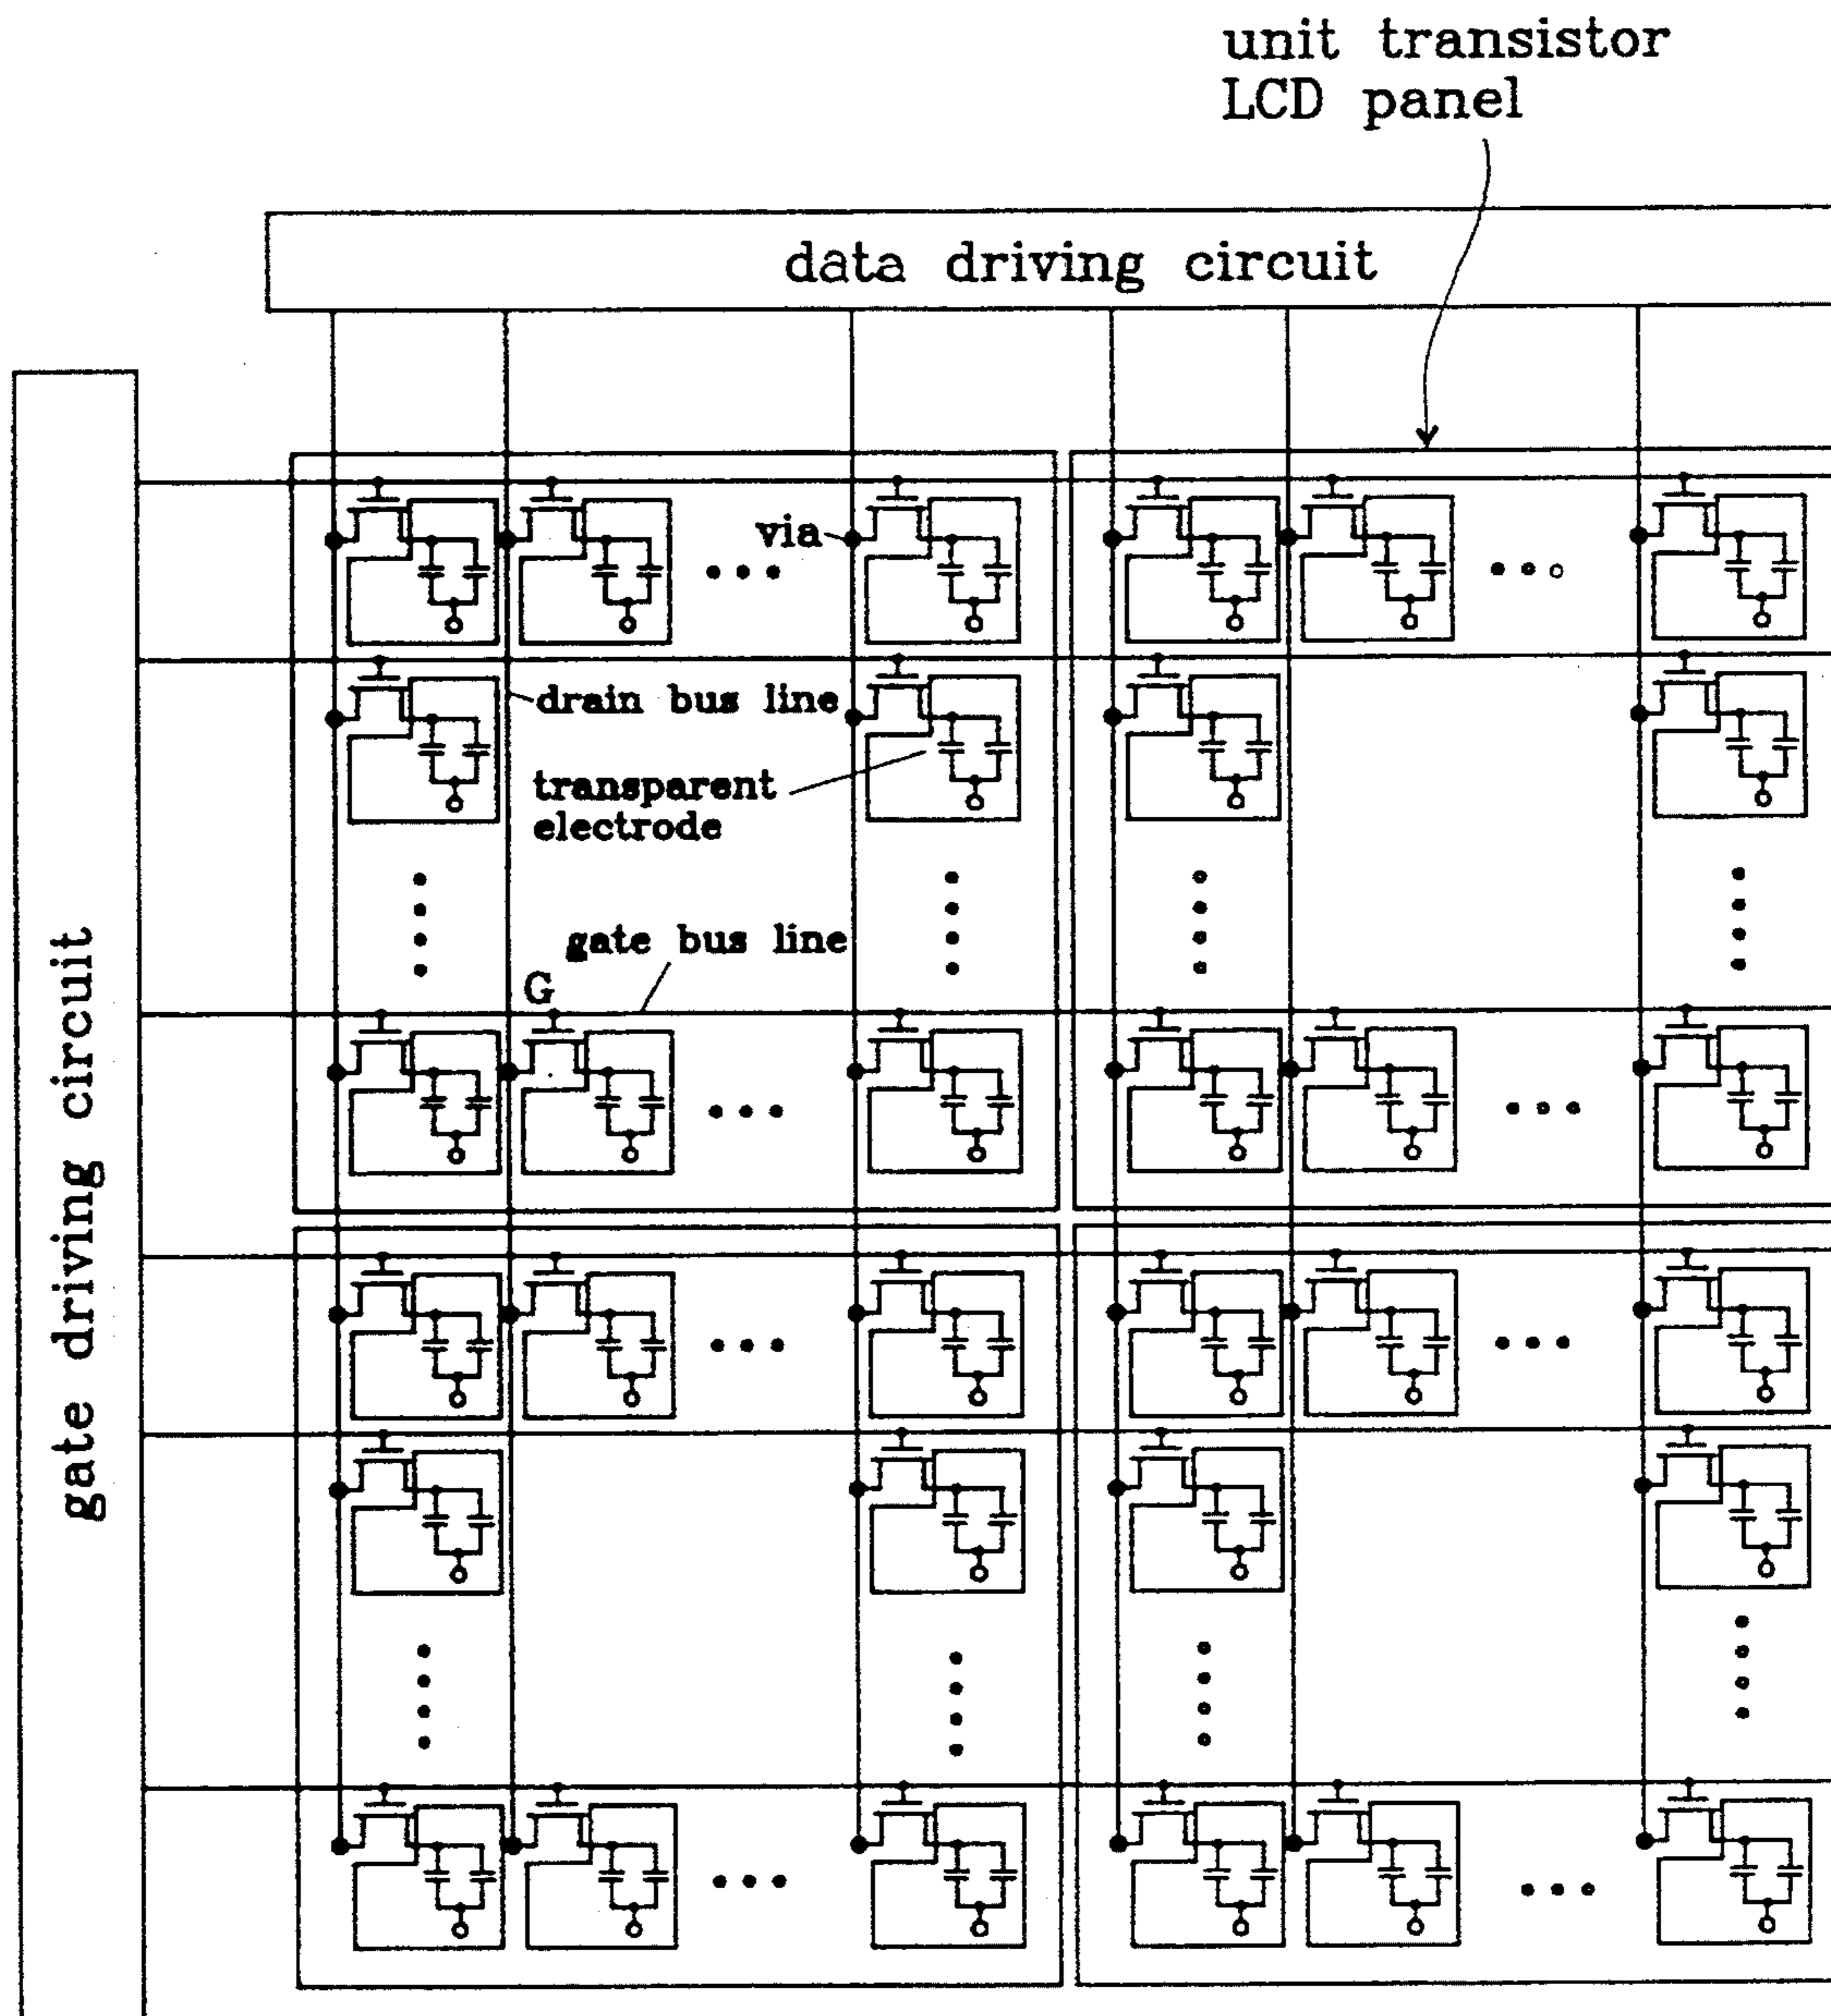 unit transistor
LCD panel
data driving circuit
via
drain bus line
transparent
electrode
gate bus line
G
gate driving circuit